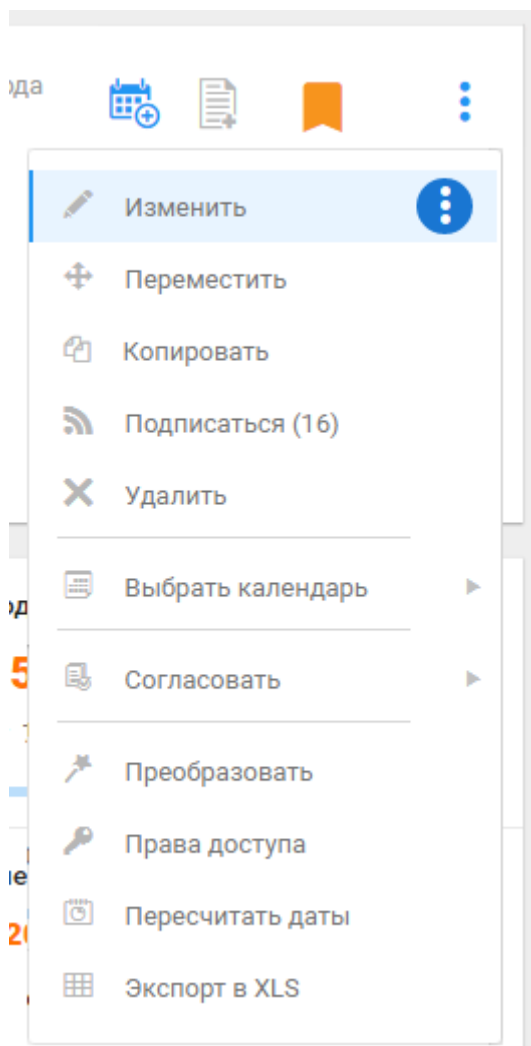 Изменить
Переместить
Копировать
Подписаться (16)
Удалить
Выбрать календарь
Согласовать
Преобразовать
Права доступа
Пересчитать даты
Экспорт в XLS